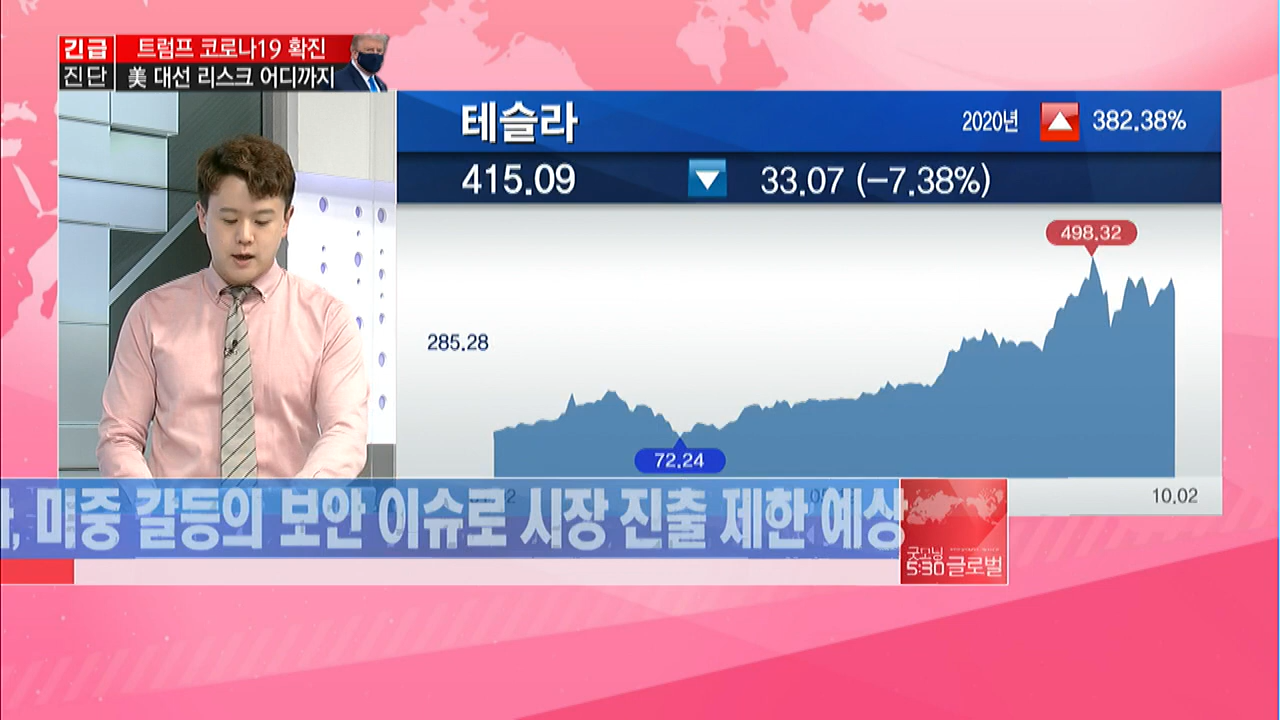 긴급
트럼프 코로나19 확진
진단
美 대선 리스크 어디까지
테슬라
2020년 ▲ 382.38%
415.09 ▼ 33.07 (-7.38%)
498.32
285.28
72.24
10.02
미중 갈등의 보안 이슈로 시장 진출 제한 예상
굿모닝
5:30 글로벌